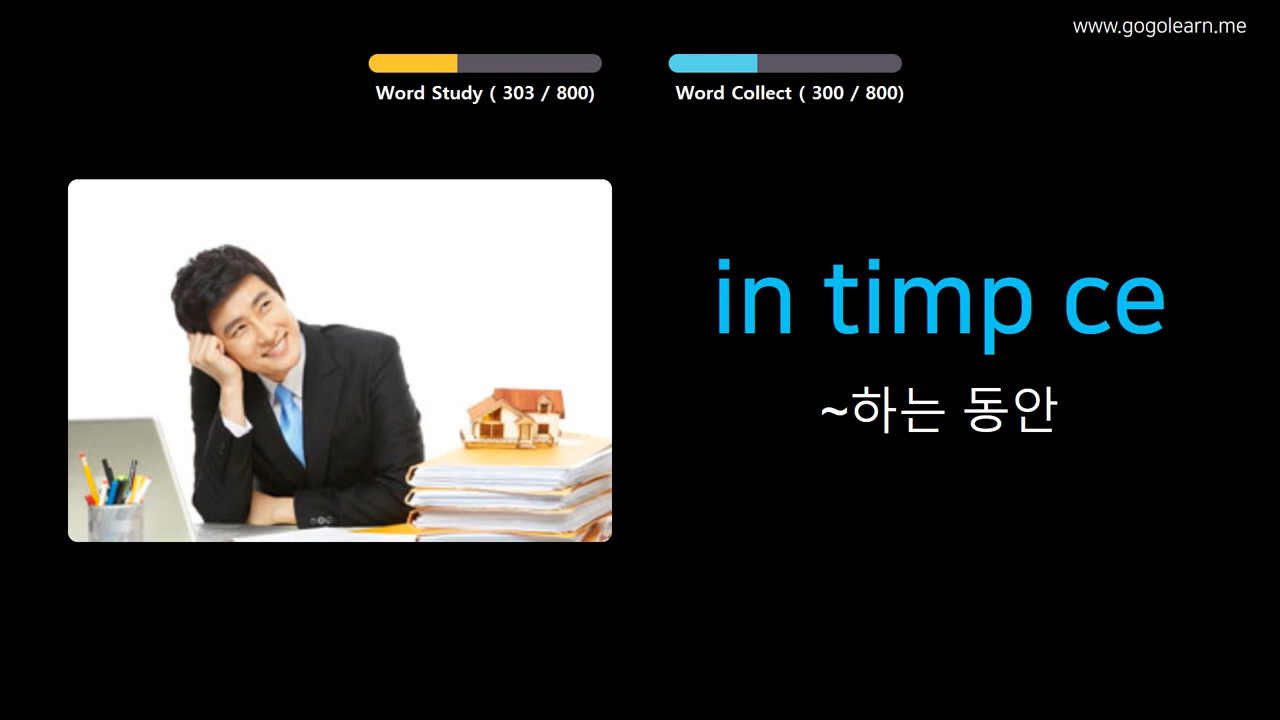 www.gogolearn.me
Word Study ( 303 / 800)
Word Collect ( 300 / 800)
in timp ce
~하는 동안